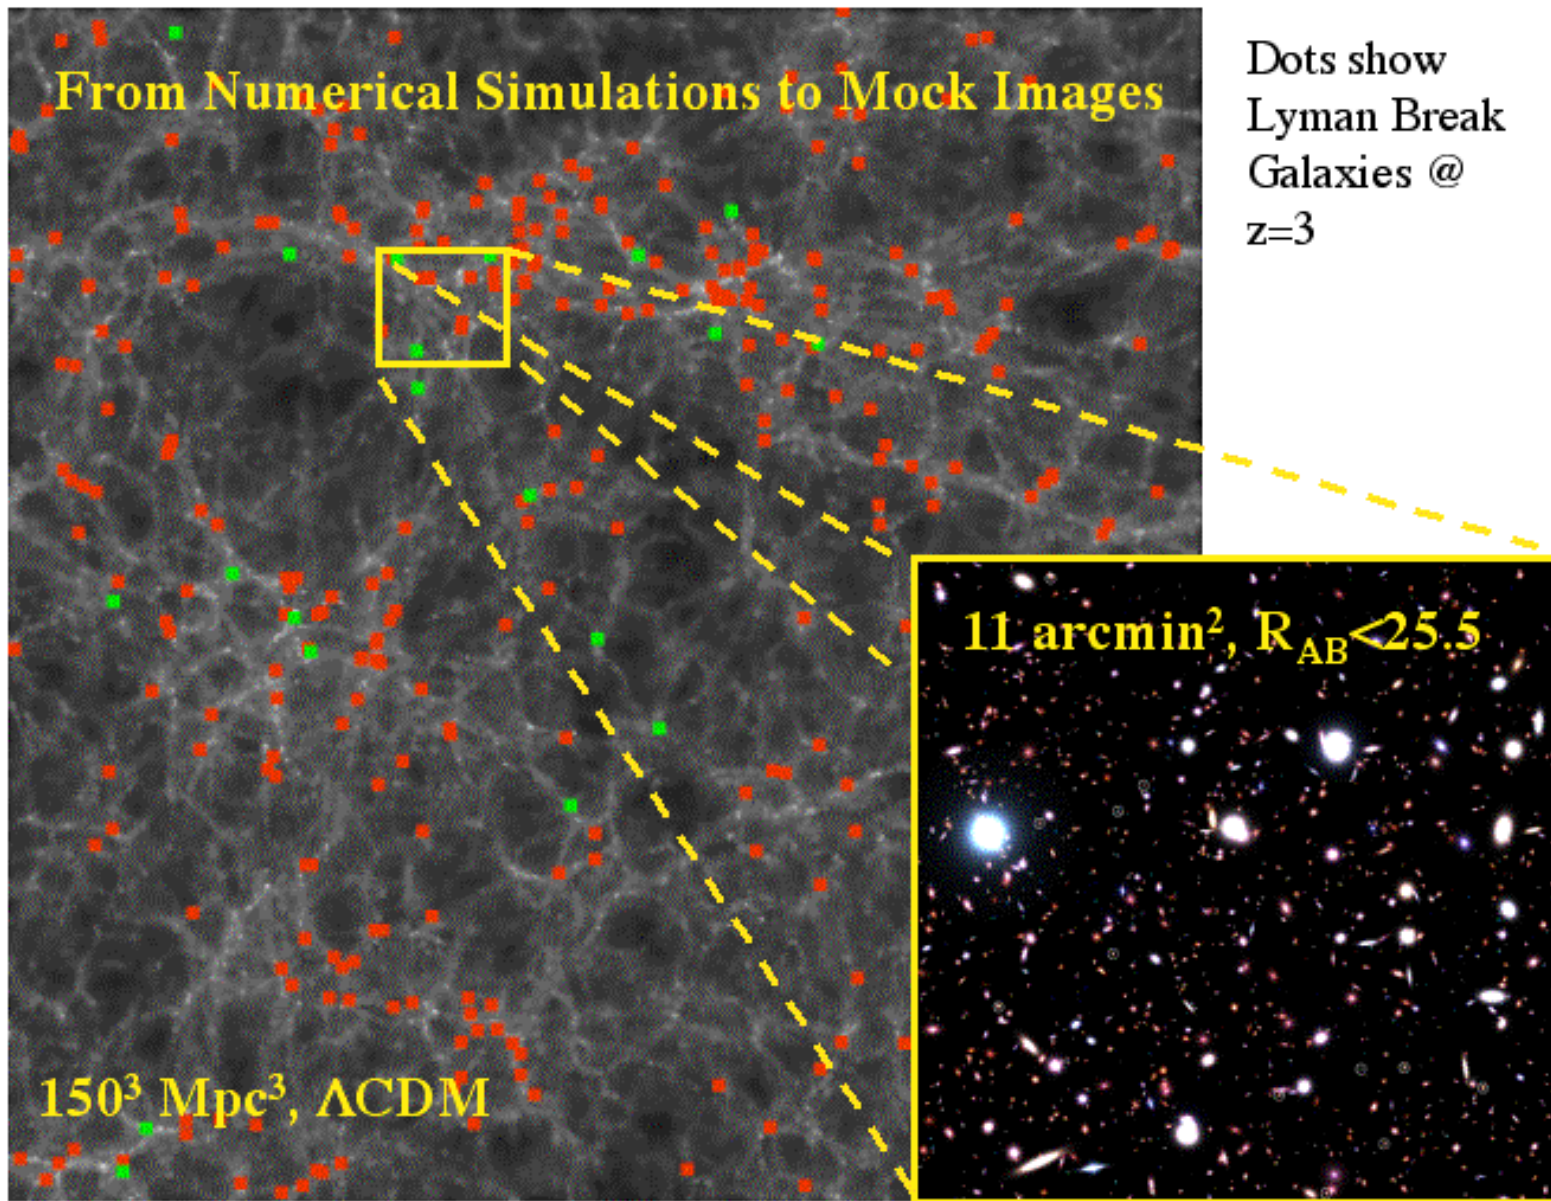 From Numerical Simulations to Mock Images
Dots show
Lyman Break
Galaxies @
z=3
11 arcmin², R_AB<25.5
150³ Mpc³, ΛCDM